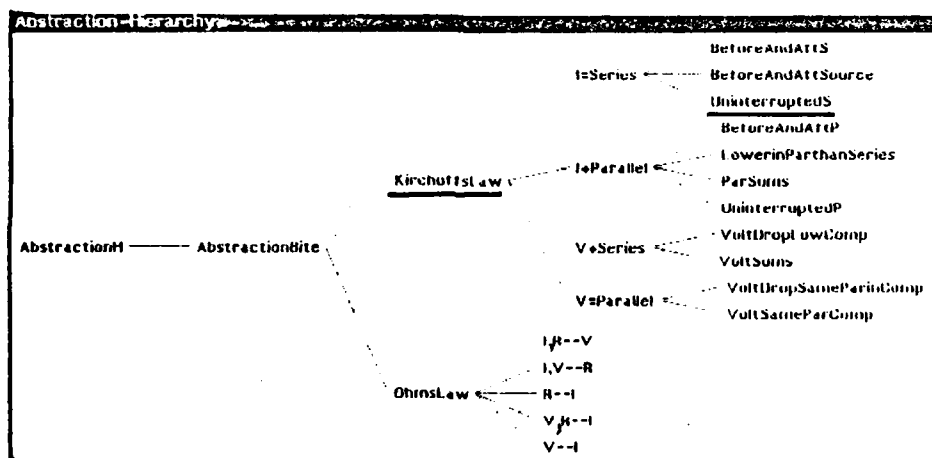 Abstraction-Hierarchy
BeforeAndAftS
I=Series
BeforeAndAftSource
UninterruptedS
BeforeAndAftP
LowerinParthanSeries
KirchoffsLaw
I+Parallel
ParSums
UninterruptedP
AbstractionH
AbstractionBite
VoltDropLowComp
V+Series
VoltSums
VoltDropSameParinComp
V=Parallel
VoltSameParComp
I,R--V
I,V--R
OhmsLaw
R--I
V,R--I
V--I